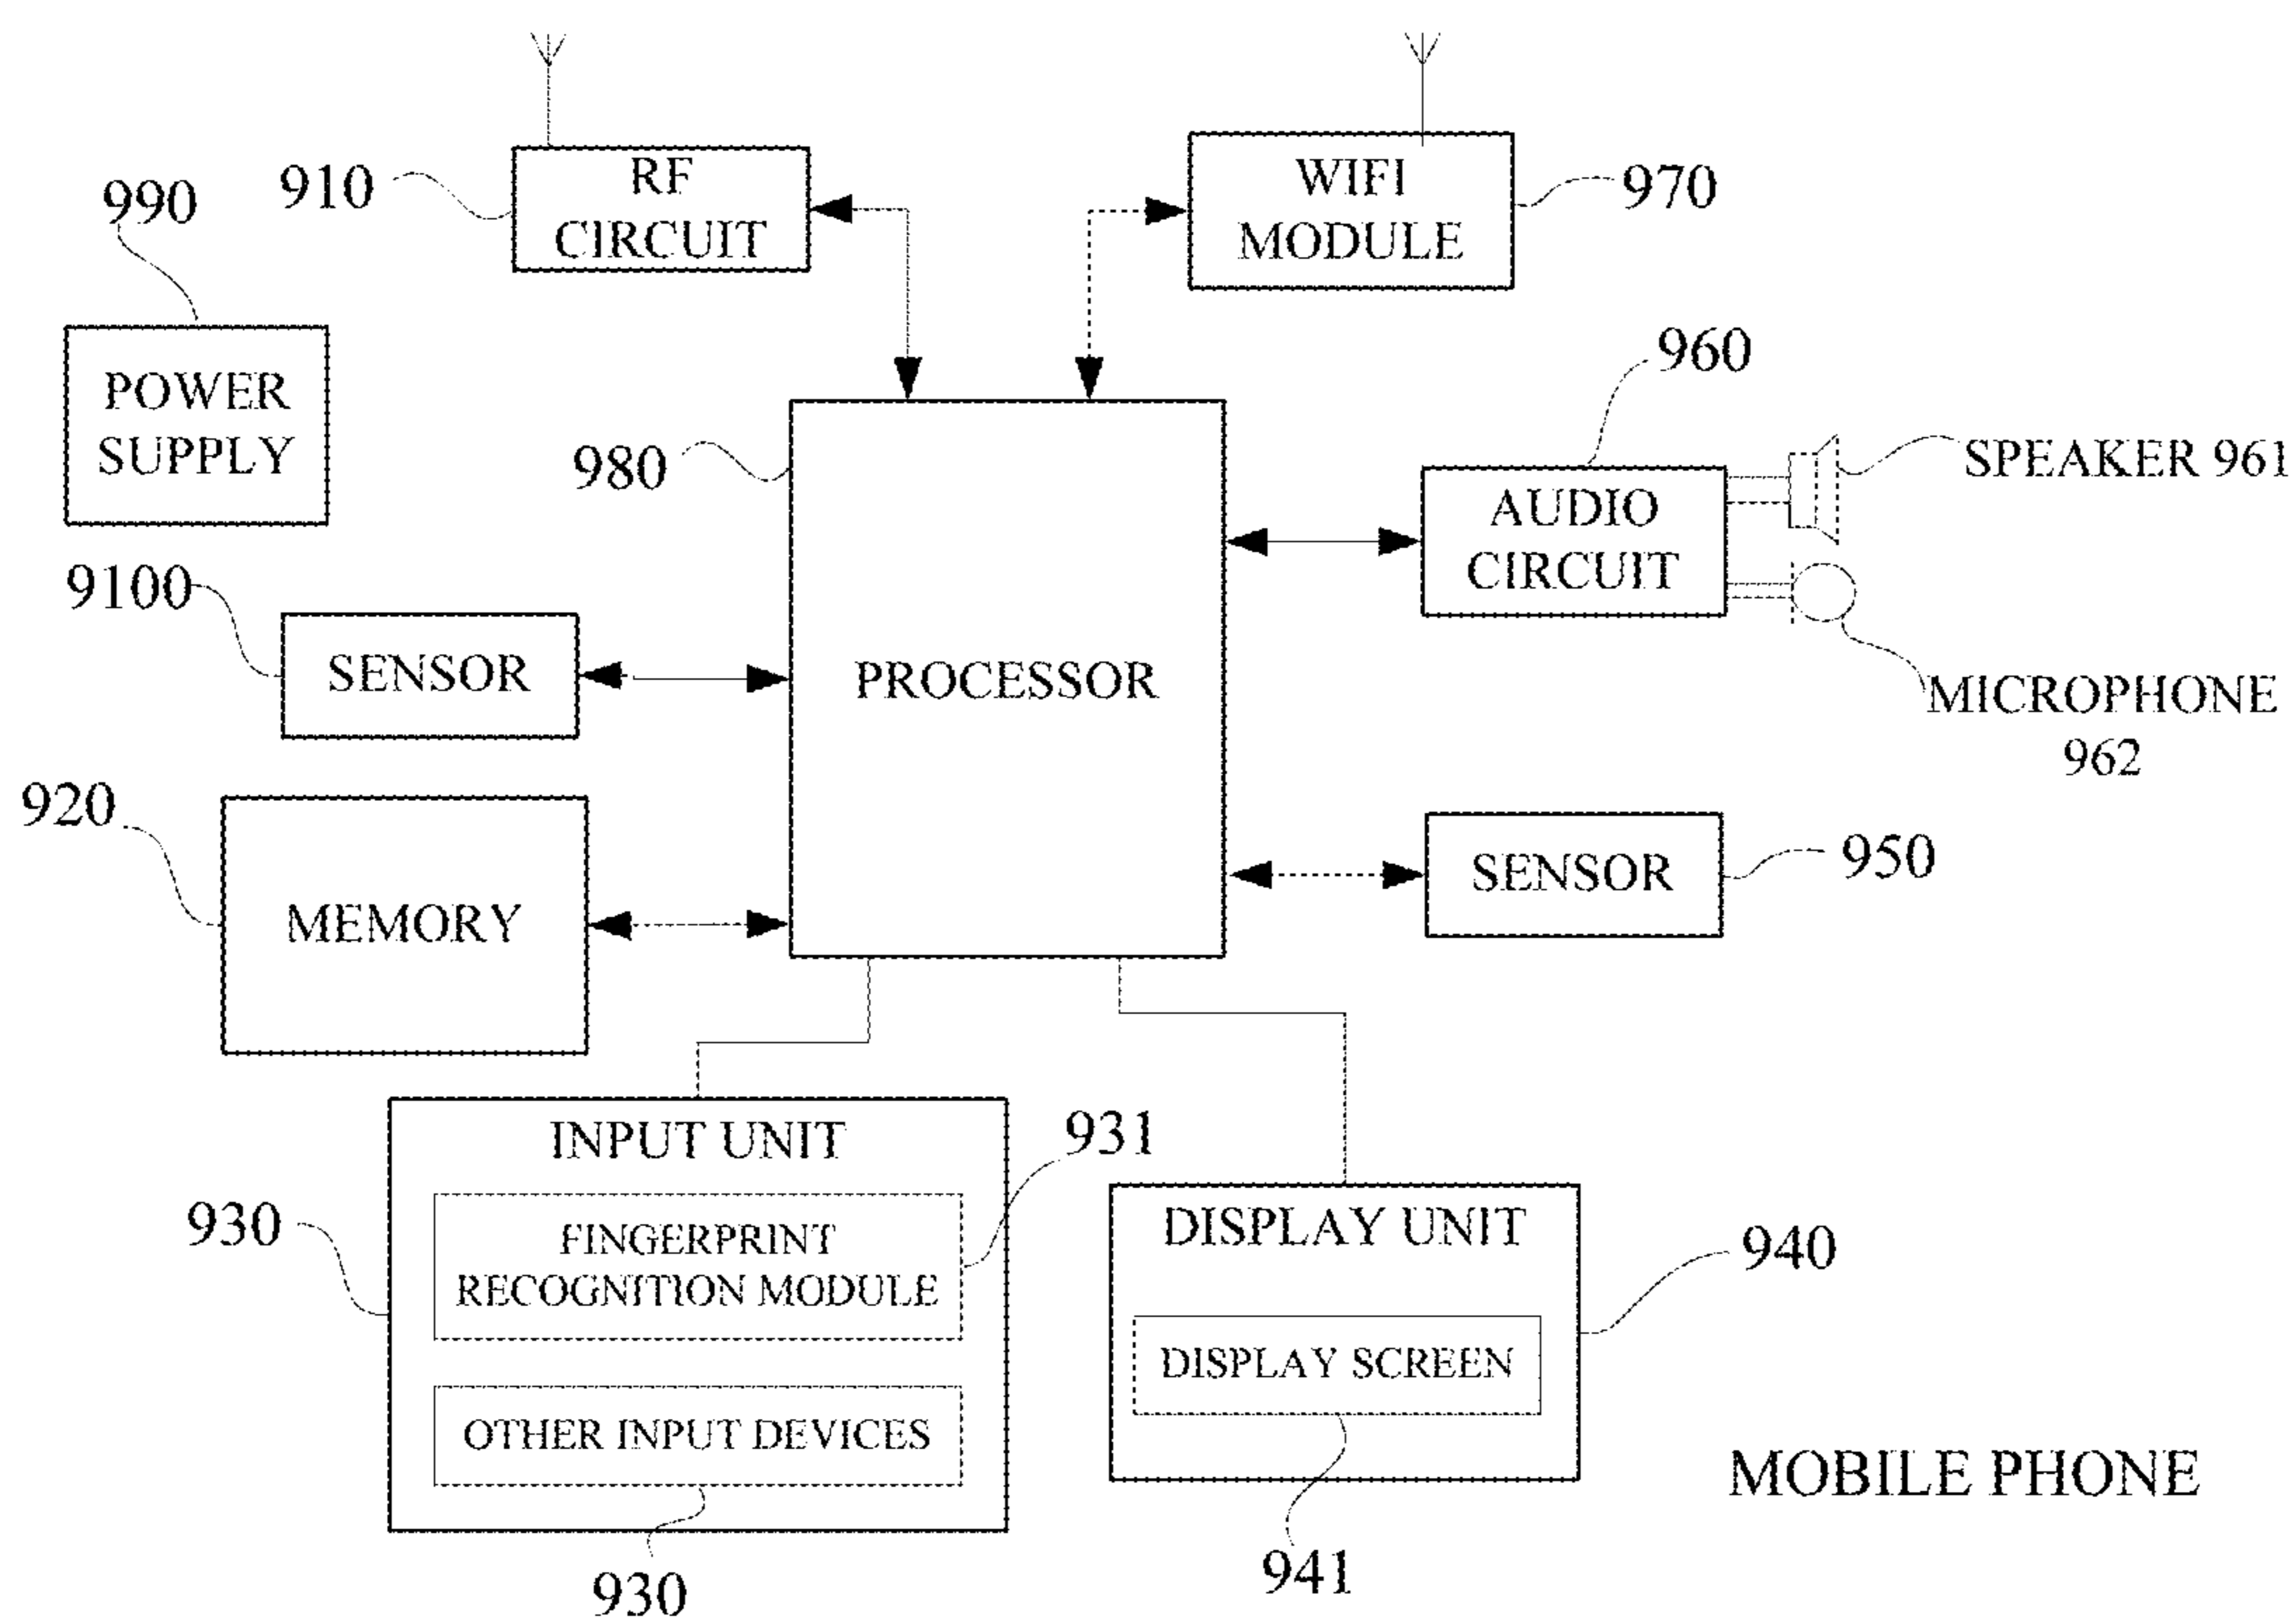 910
RF
CIRCUIT
WIFI
MODULE
970
990
POWER
SUPPLY
980
PROCESSOR
960
AUDIO
CIRCUIT
SPEAKER 961
MICROPHONE
962
9100
SENSOR
920
MEMORY
SENSOR
950
INPUT UNIT
931
930
FINGERPRINT
RECOGNITION MODULE
OTHER INPUT DEVICES
930
DISPLAY UNIT
940
DISPLAY SCREEN
941
MOBILE PHONE